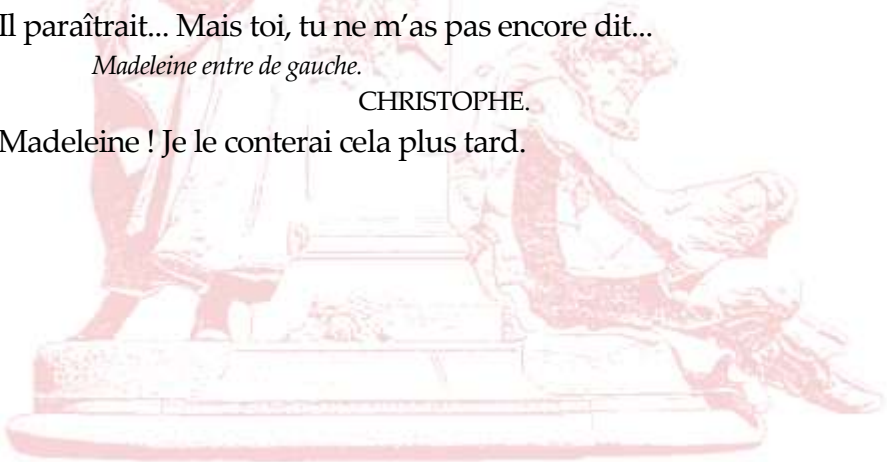 Il paraîtrait... Mais toi, tu ne m’as pas encore dit...
Madeleine entre de gauche.
CHRISTOPHE.
Madeleine ! Je le conterai cela plus tard.